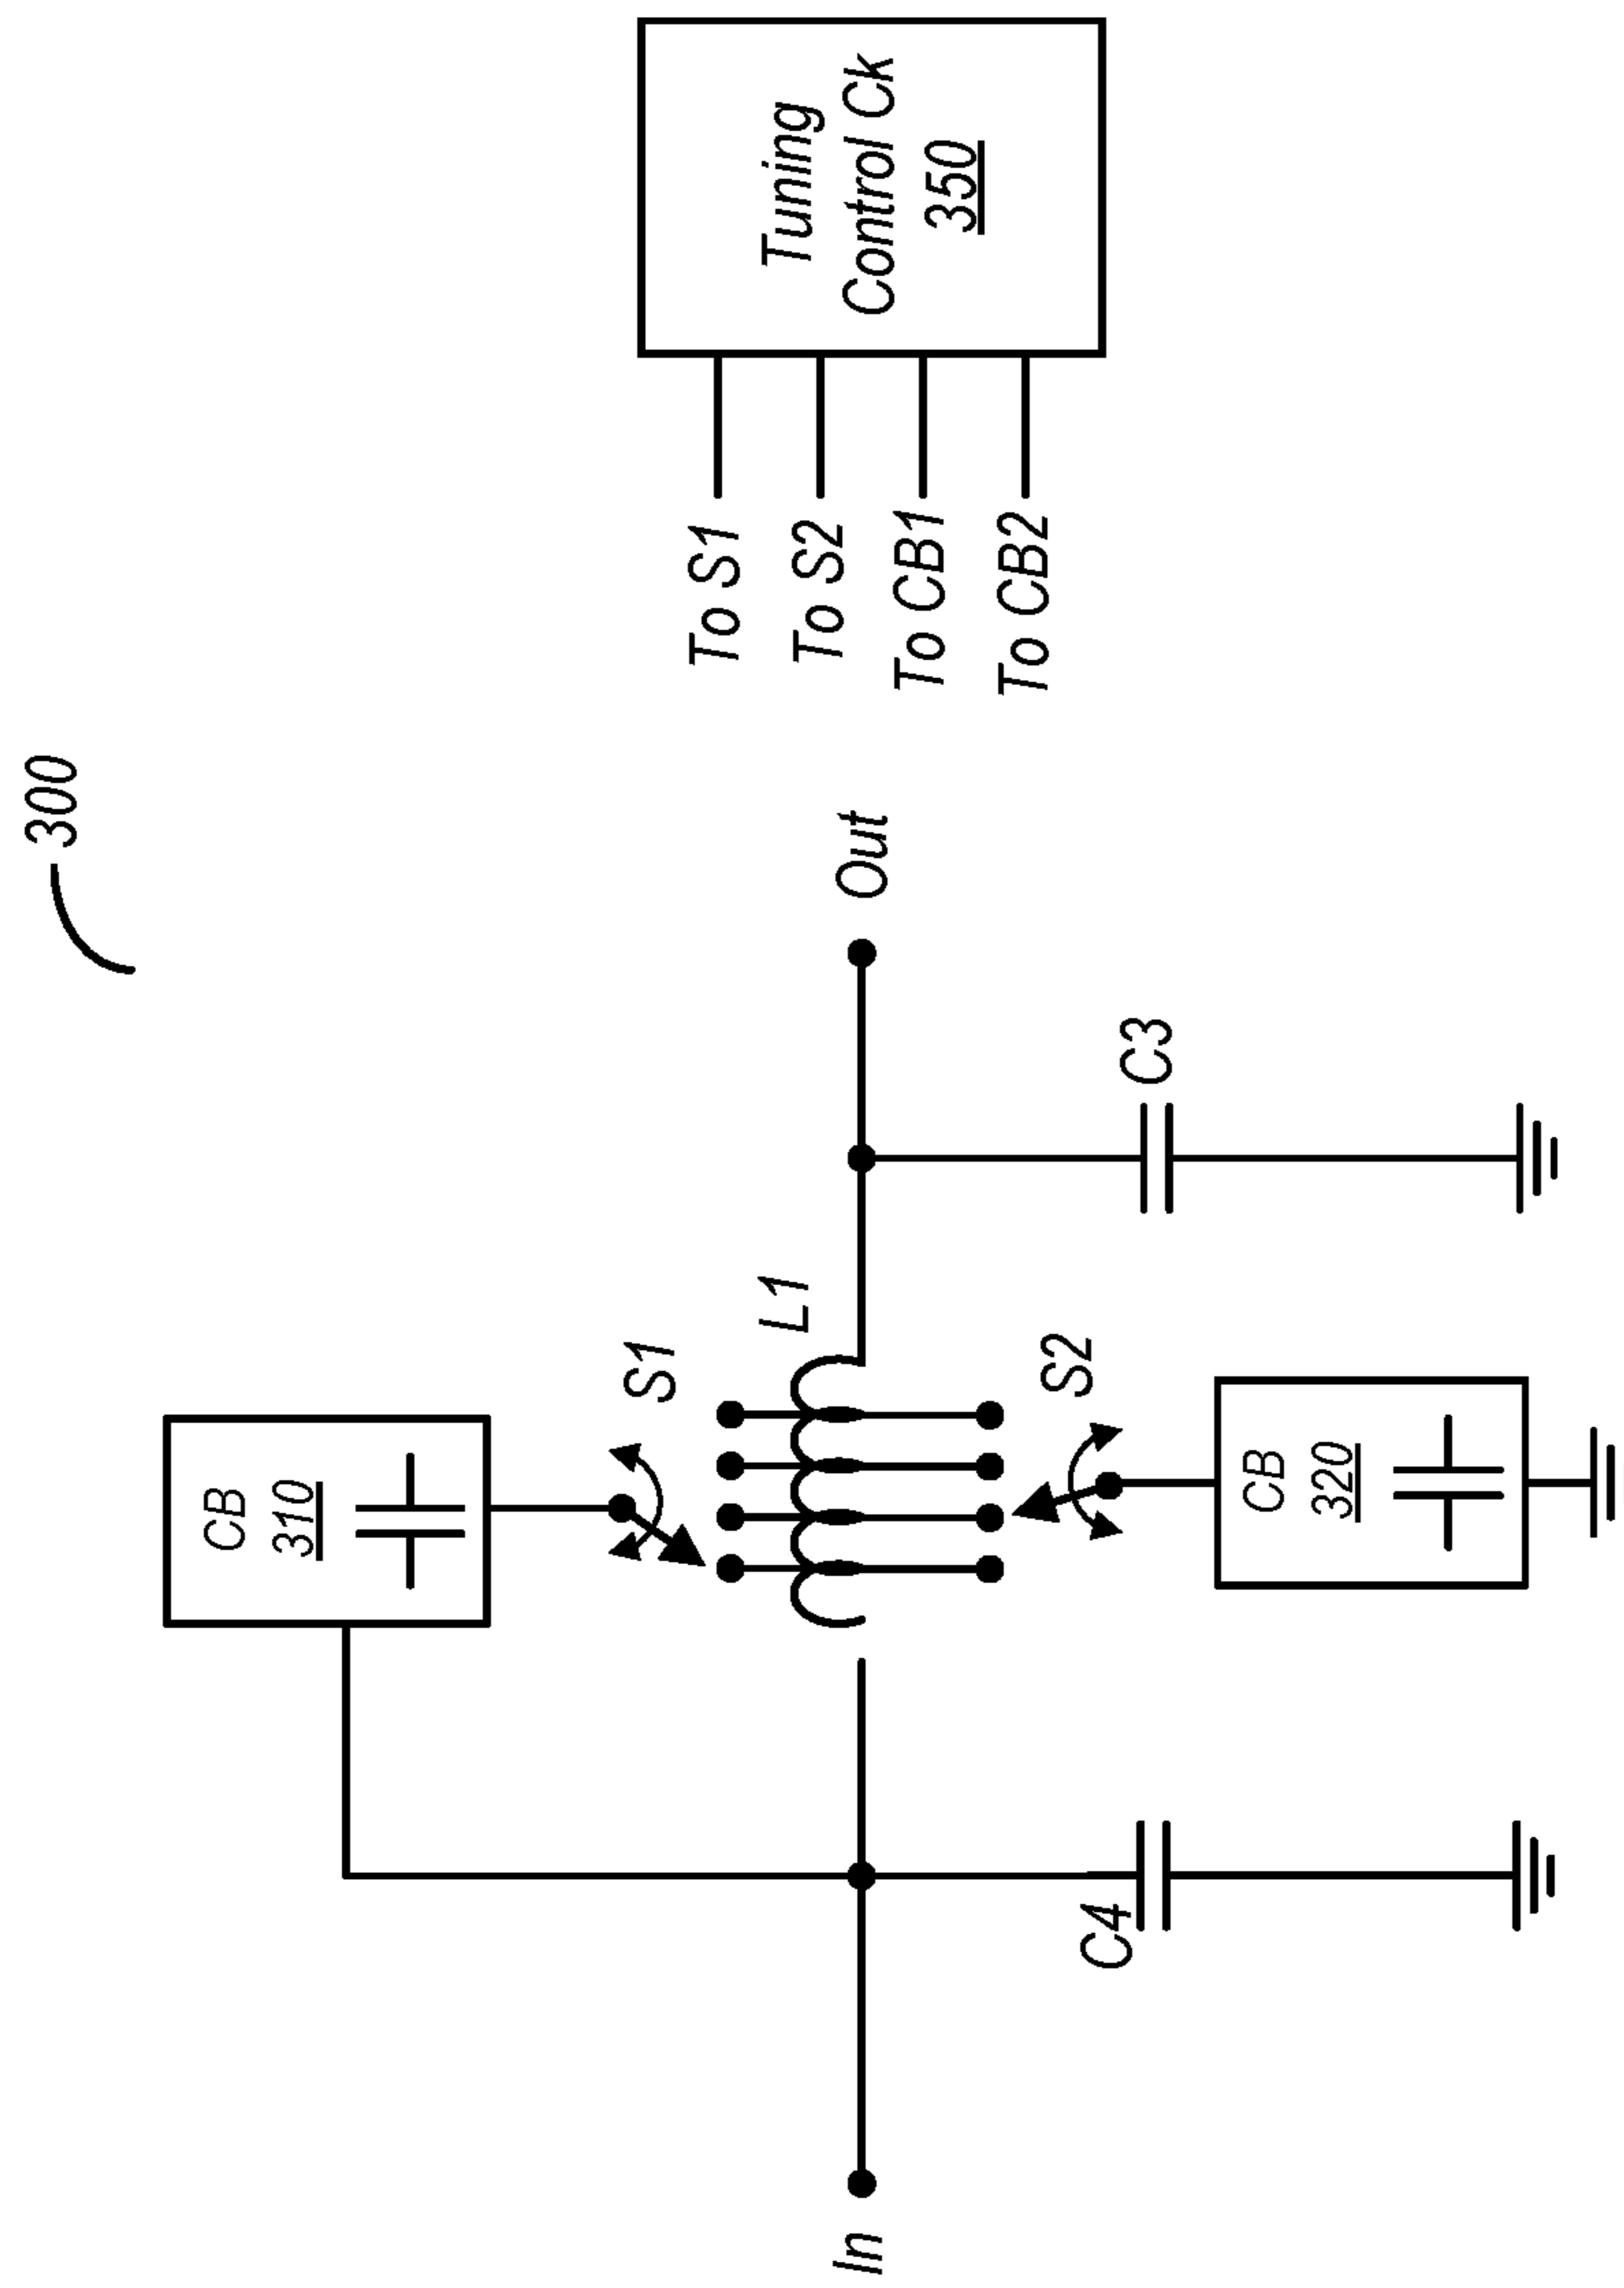 300
CB
310
S1
L1
S2
CB
320
In
Out
C4
C3
To S1
To S2
To CB1
To CB2
Tuning
Control Ck
350